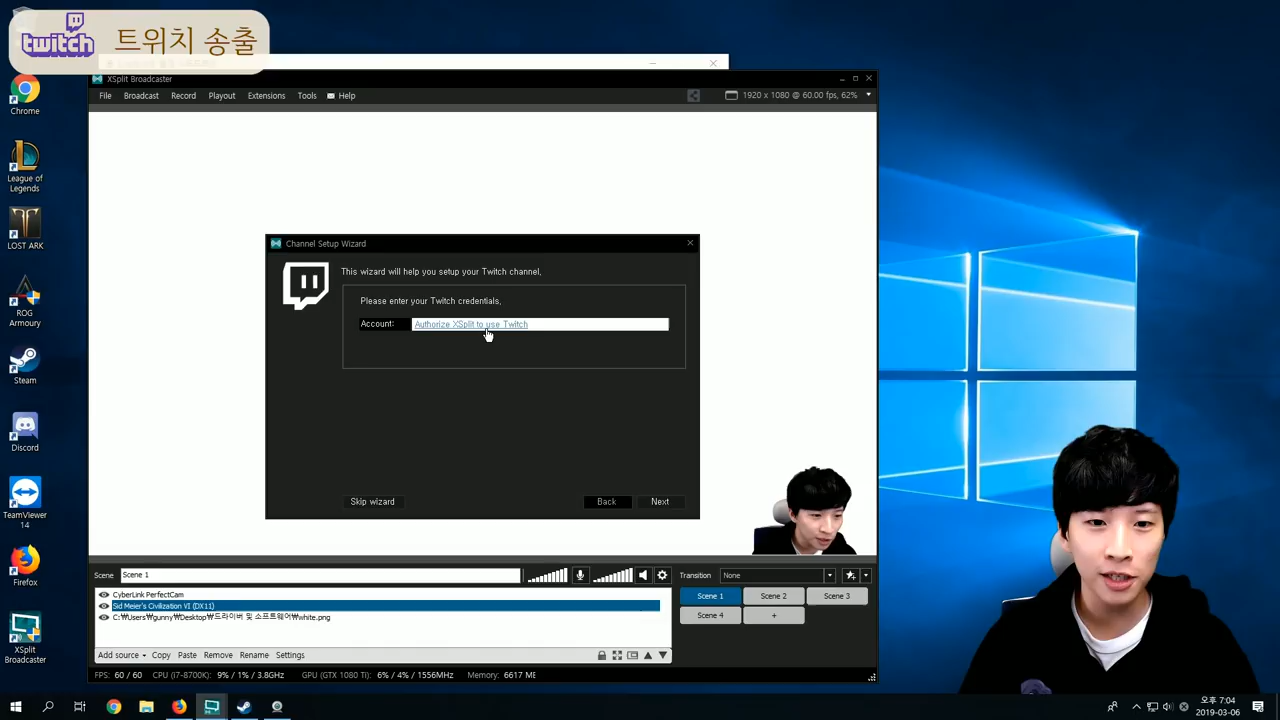 twitch 트위치 송출
XSplit Broadcaster
File Broadcast Record Playout Extensions Tools Help
1920 x 1080 @ 60.00 fps, 62%
Chrome
League of
Legends
LOST ARK
ROG
Armoury
Steam
Discord
TeamViewer
14
Firefox
XSplit
Broadcaster
Channel Setup Wizard
This wizard will help you setup your Twitch channel,
Please enter your Twitch credentials,
Account: Authorize XSplit to use Twitch
Skip wizard Back Next
Scene Scene 1
Transition None
CyberLink PerfectCam
Sid Meier's Civilization VI (DX11)
C:₩Users₩gunny₩Desktop₩드라이버 및 소프트웨어₩white.png
Scene 1 Scene 2 Scene 3
Scene 4 +
Add source Copy Paste Remove Rename Settings
FPS: 60 / 60 CPU (i7-8700K): 9% / 1% / 3.8GHz GPU (GTX 1080 Ti): 6% / 4% / 1556MHz Memory: 6617 MB
오후 7:04
2019-03-06